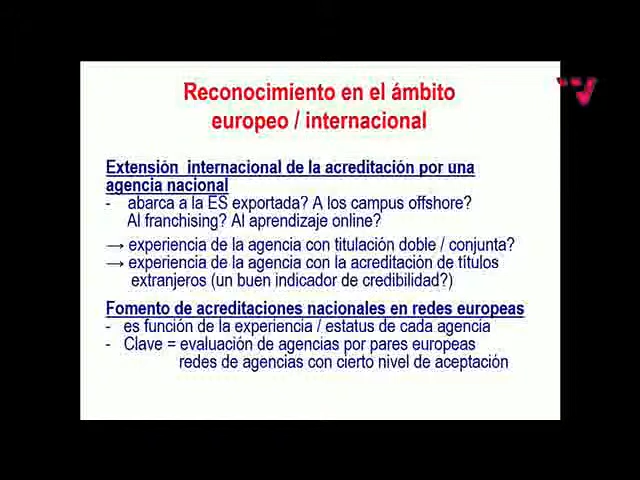 Reconocimiento en el ámbito
europeo / internacional
Extensión internacional de la acreditación por una
agencia nacional
- abarca a la ES exportada? A los campus offshore?
Al franchising? Al aprendizaje online?
→ experiencia de la agencia con titulación doble / conjunta?
→ experiencia de la agencia con la acreditación de títulos
extranjeros (un buen indicador de credibilidad?)
Fomento de acreditaciones nacionales en redes europeas
- es función de la experiencia / estatus de cada agencia
- Clave = evaluación de agencias por pares europeas
redes de agencias con cierto nivel de aceptación